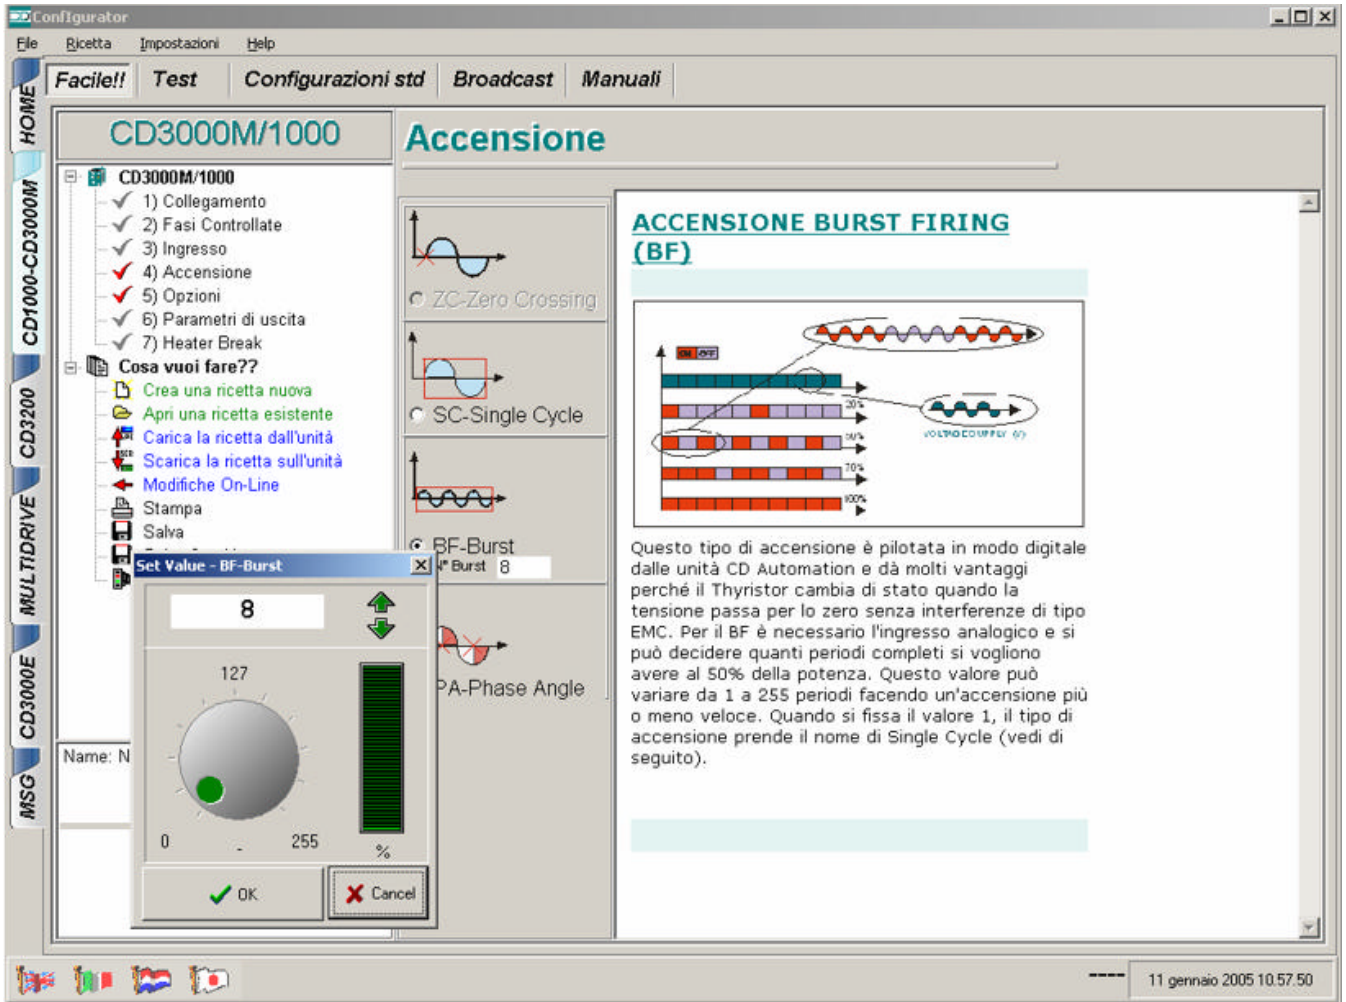 ConfIgurator
File Ricetta Impostazioni Help
Facile!! Test Configurazioni std Broadcast Manuali
HOME
CD1000-CD3000M
CD3200
MULTIDRIVE
CD3000E
MSG
CD3000M/1000
CD3000M/1000
1) Collegamento
2) Fasi Controllate
3) Ingresso
4) Accensione
5) Opzioni
6) Parametri di uscita
7) Heater Break
Cosa vuoi fare??
Crea una ricetta nuova
Apri una ricetta esistente
Carica la ricetta dall'unità
Scarica la ricetta sull'unità
Modifiche On-Line
Stampa
Salva
Name: N
Set Value - BF-Burst
8
127
0 - 255
%
OK Cancel
Accensione
ZC-Zero Crossing
SC-Single Cycle
BF-Burst
N° Burst 8
PA-Phase Angle
ACCENSIONE BURST FIRING
(BF)
ON OFF
20%
50%
70%
100%
VOLTAGE SUPPLY (V)
Questo tipo di accensione è pilotata in modo digitale
dalle unità CD Automation e dà molti vantaggi
perché il Thyristor cambia di stato quando la
tensione passa per lo zero senza interferenze di tipo
EMC. Per il BF è necessario l'ingresso analogico e si
può decidere quanti periodi completi si vogliono
avere al 50% della potenza. Questo valore può
variare da 1 a 255 periodi facendo un'accensione più
o meno veloce. Quando si fissa il valore 1, il tipo di
accensione prende il nome di Single Cycle (vedi di
seguito).
---- 11 gennaio 2005 10.57.50